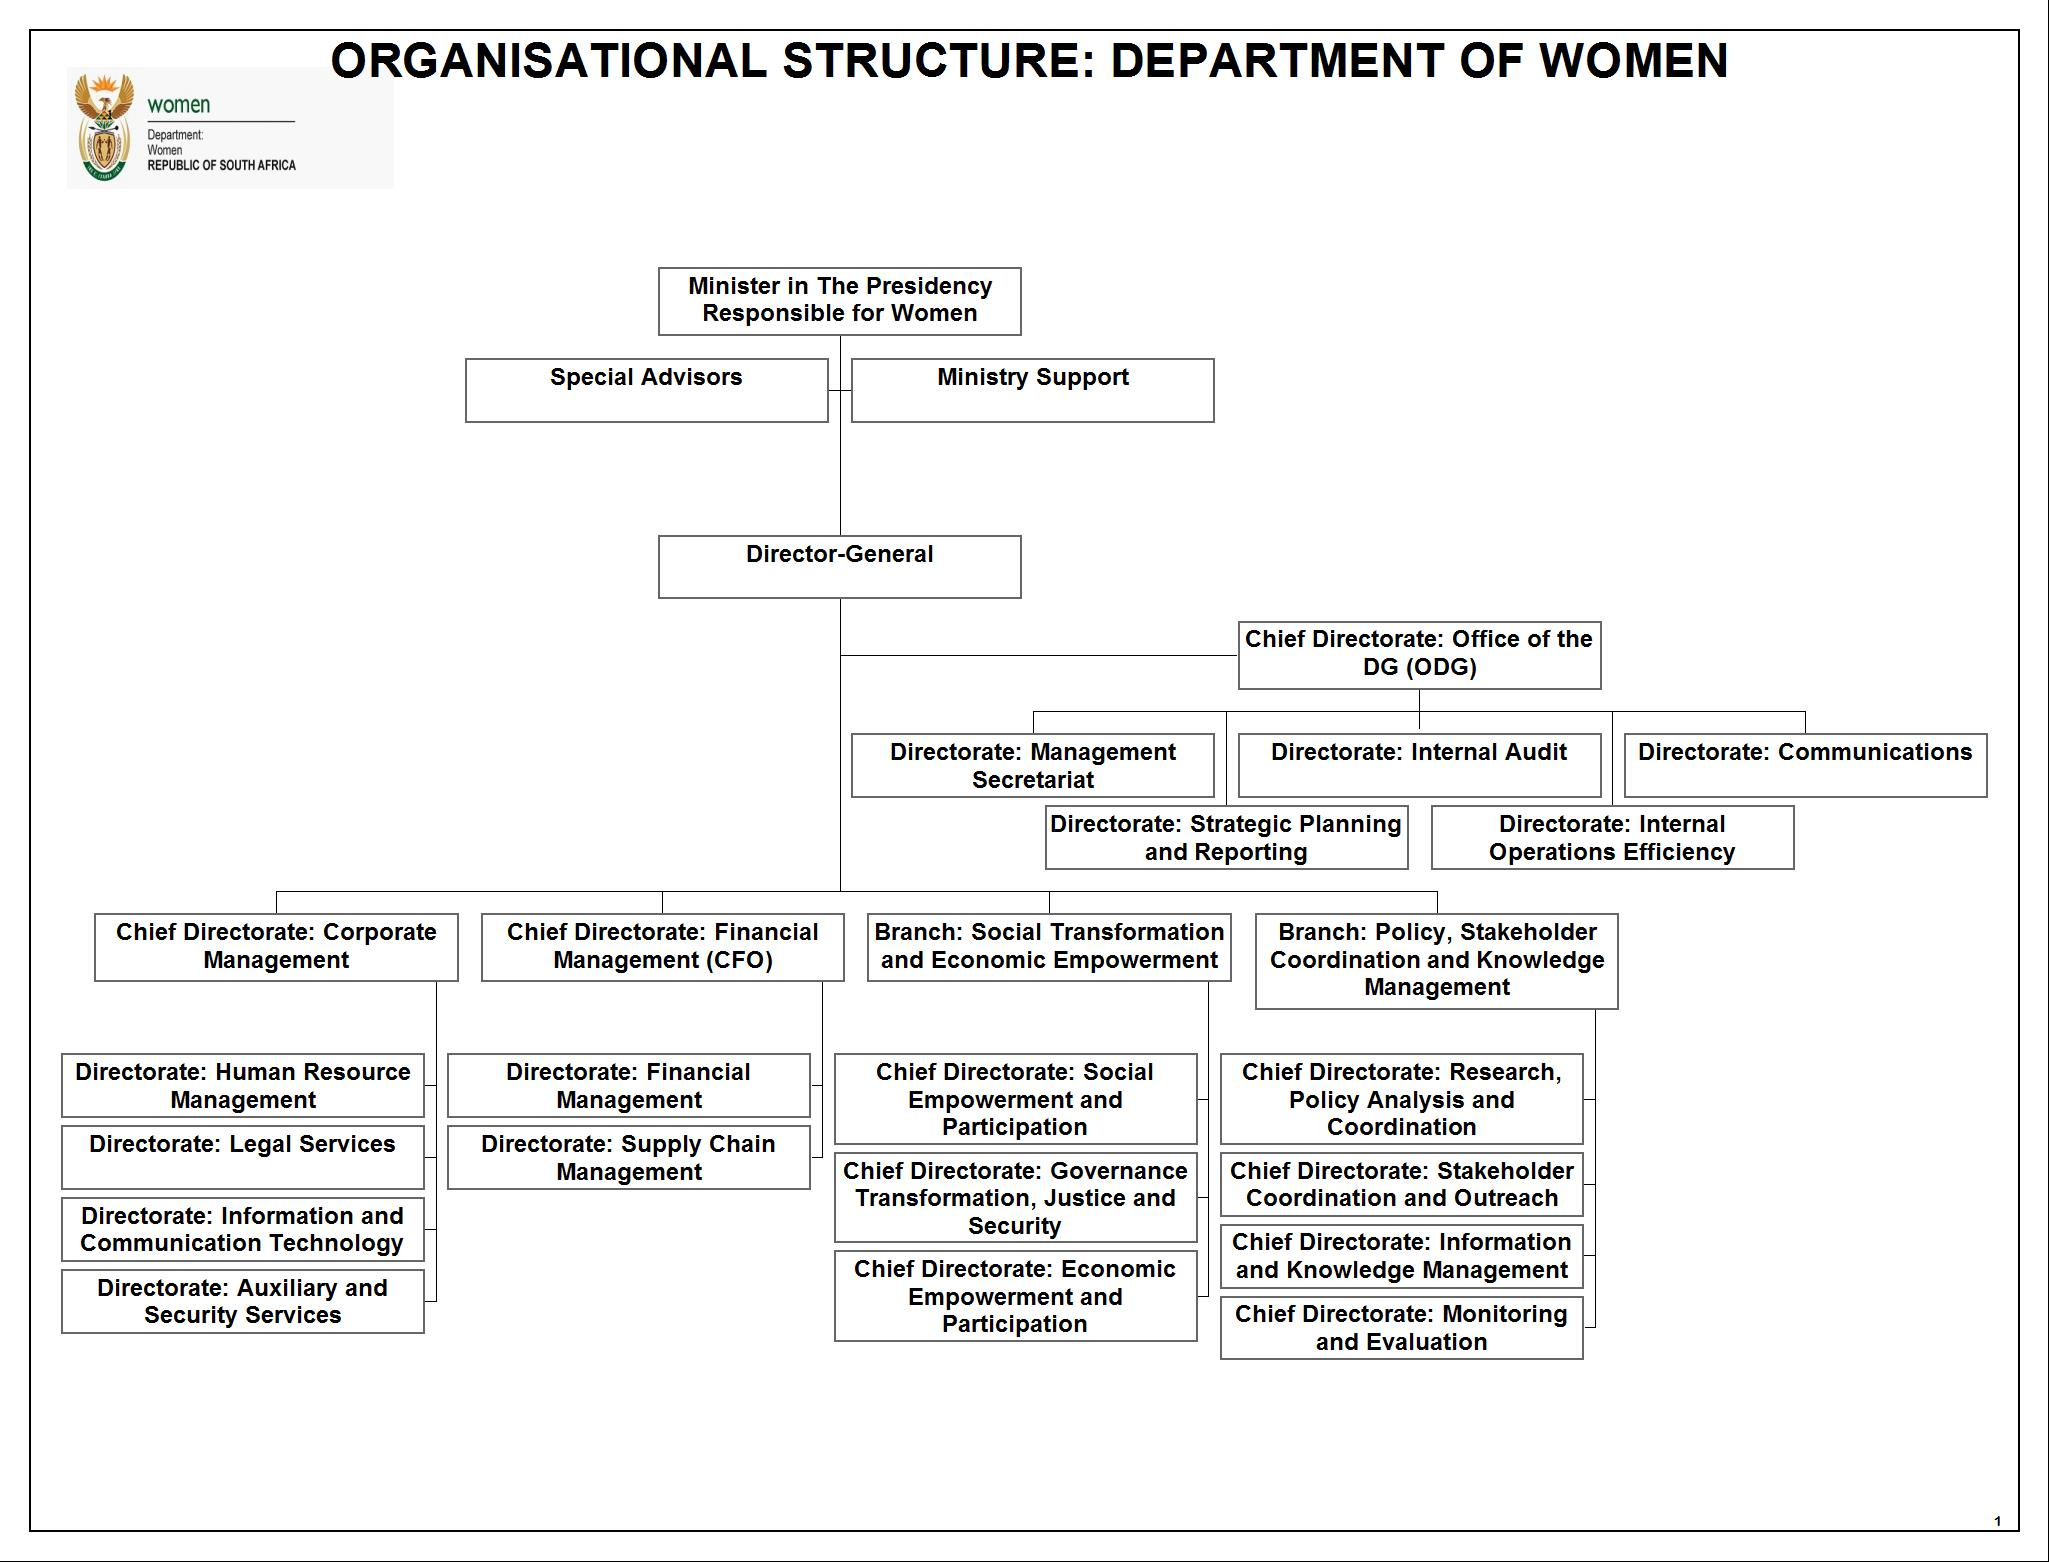 ORGANISATIONAL STRUCTURE: DEPARTMENT OF WOMEN
women
Department:
Women
REPUBLIC OF SOUTH AFRICA
Minister in The Presidency
Responsible for Women
Special Advisors
Ministry Support
Director-General
Chief Directorate: Office of the
DG (ODG)
Directorate: Management
Secretariat
Directorate: Internal Audit
Directorate: Communications
Directorate: Strategic Planning
and Reporting
Directorate: Internal
Operations Efficiency
Chief Directorate: Corporate
Management
Chief Directorate: Financial
Management (CFO)
Branch: Social Transformation
and Economic Empowerment
Branch: Policy, Stakeholder
Coordination and Knowledge
Management
Directorate: Human Resource
Management
Directorate: Legal Services
Directorate: Information and
Communication Technology
Directorate: Auxiliary and
Security Services
Directorate: Financial
Management
Directorate: Supply Chain
Management
Chief Directorate: Social
Empowerment and
Participation
Chief Directorate: Governance
Transformation, Justice and
Security
Chief Directorate: Economic
Empowerment and
Participation
Chief Directorate: Research,
Policy Analysis and
Coordination
Chief Directorate: Stakeholder
Coordination and Outreach
Chief Directorate: Information
and Knowledge Management
Chief Directorate: Monitoring
and Evaluation
1